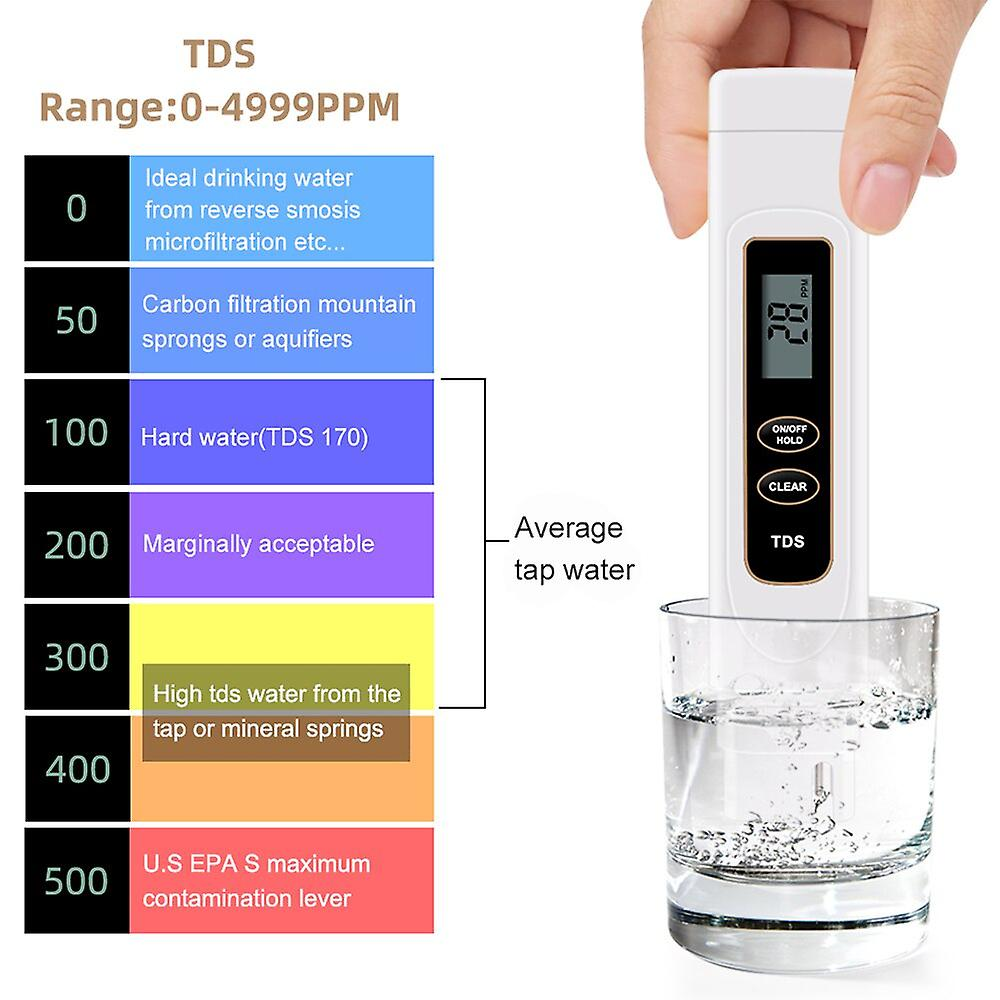 TDS
Range:0-4999PPM
0
Ideal drinking water
from reverse smosis
microfiltration etc...
50
Carbon filtration mountain
sprongs or aquifiers
100
Hard water(TDS 170)
200
Marginally acceptable
300
High tds water from the
tap or mineral springs
400
500
U.S EPA S maximum
contamination lever
Average
tap water
28
PPM
ON/OFF
HOLD
CLEAR
TDS